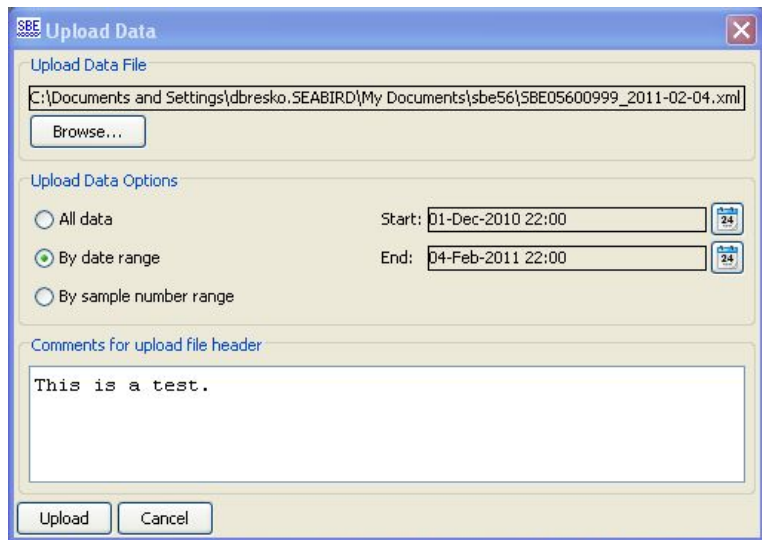 SBE Upload Data
Upload Data File
C:\Documents and Settings\dbresko.SEABIRD\My Documents\sbe56\SBE05600999_2011-02-04.xml
Browse...
Upload Data Options
All data Start: 01-Dec-2010 22:00 24
By date range End: 04-Feb-2011 22:00 24
By sample number range
Comments for upload file header
This is a test.
Upload Cancel